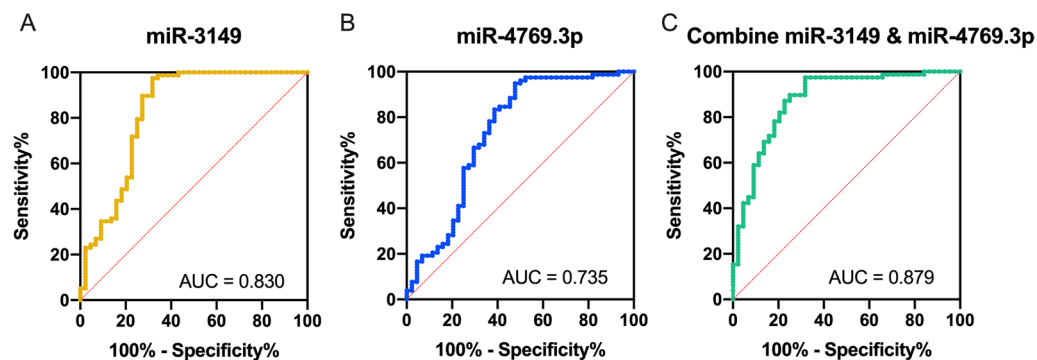 A
miR-3149
100
80
60
40
20
0
Sensitivity%
AUC = 0.830
0 20 40 60 80 100
100% - Specificity%
B
miR-4769.3p
100
80
60
40
20
0
Sensitivity%
AUC = 0.735
0 20 40 60 80 100
100% - Specificity%
C
Combine miR-3149 & miR-4769.3p
100
80
60
40
20
0
Sensitivity%
AUC = 0.879
0 20 40 60 80 100
100% - Specificity%